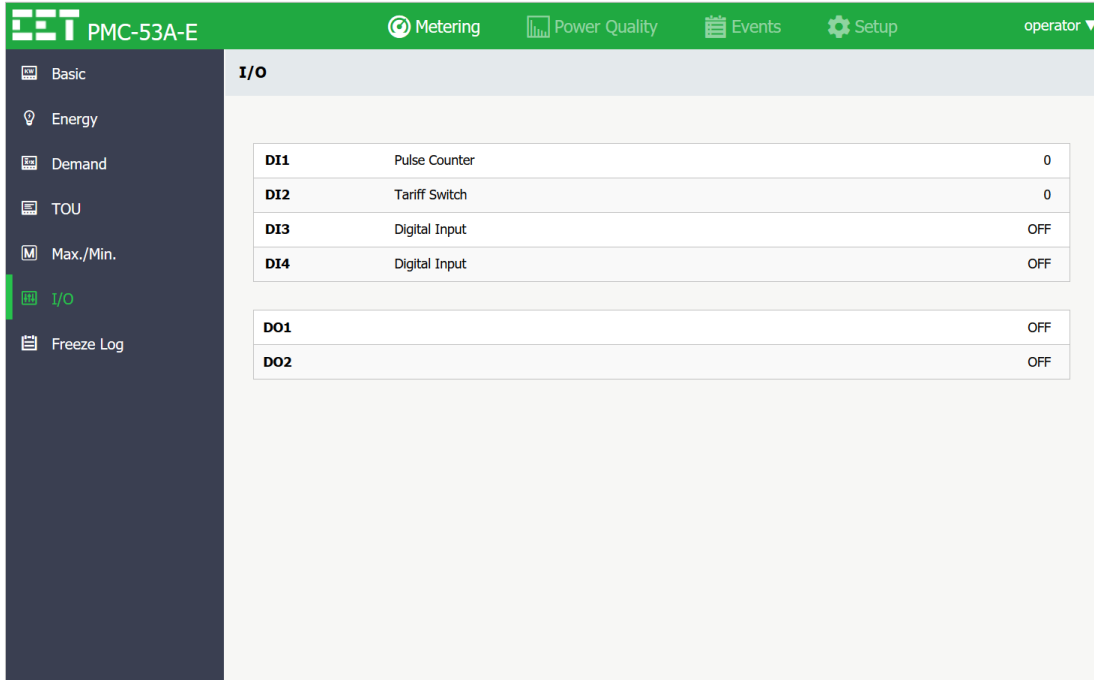 CET PMC-53A-E Metering Power Quality Events Setup operator
Basic
Energy
Demand
TOU
Max./Min.
I/O
Freeze Log
I/O
DI1 Pulse Counter 0
DI2 Tariff Switch 0
DI3 Digital Input OFF
DI4 Digital Input OFF
DO1 OFF
DO2 OFF